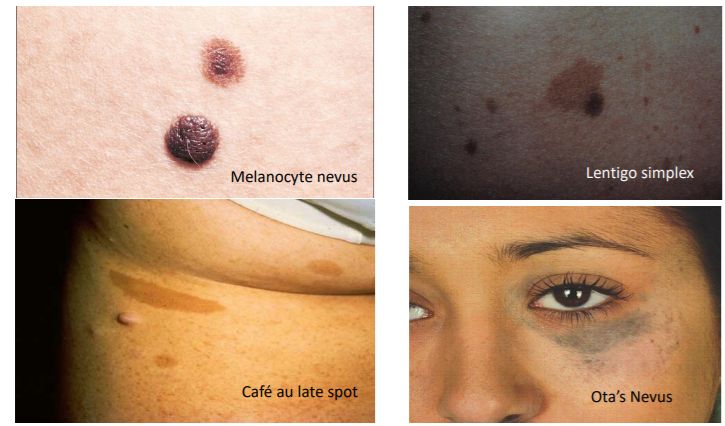 Melanocyte nevus
Lentigo simplex
Café au late spot
Ota's Nevus